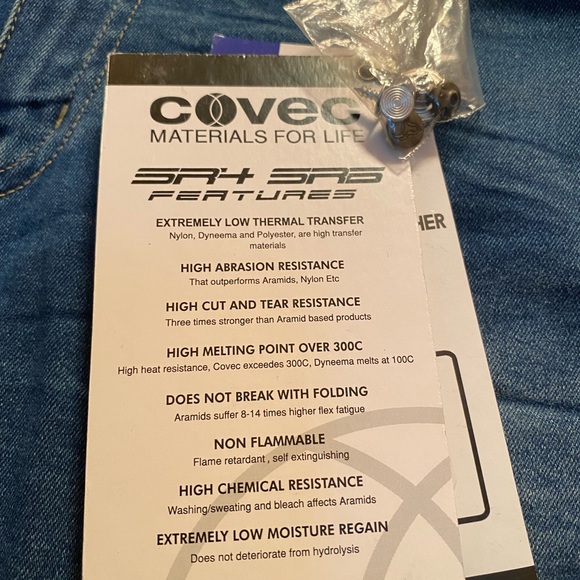 COVEC
MATERIALS FOR LIFE
SR4 SR6
FEATURES
EXTREMELY LOW THERMAL TRANSFER
Nylon, Dyneema and Polyester, are high transfer
materials
HIGH ABRASION RESISTANCE
That outperforms Aramids, Nylon Etc
HIGH CUT AND TEAR RESISTANCE
Three times stronger than Aramid based products
HIGH MELTING POINT OVER 300C
High heat resistance, Covec exceedes 300C, Dyneema melts at 100C
DOES NOT BREAK WITH FOLDING
Aramids suffer 8-14 times higher flex fatigue
NON FLAMMABLE
Flame retardant , self extinguishing
HIGH CHEMICAL RESISTANCE
Washing/sweating and bleach affects Aramids
EXTREMELY LOW MOISTURE REGAIN
Does not deteriorate from hydrolysis
HER